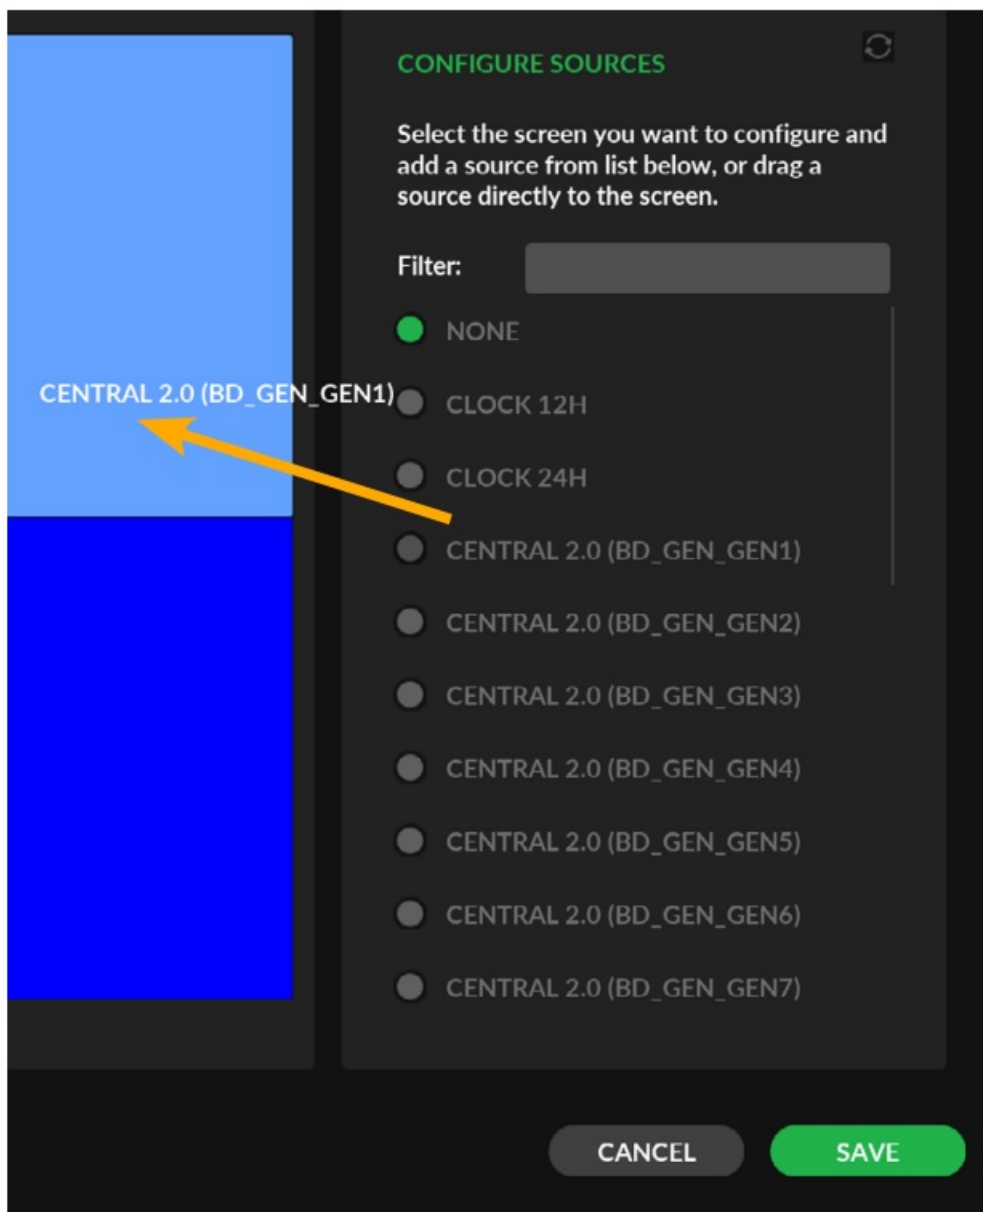 CONFIGURE SOURCES
Select the screen you want to configure and
add a source from list below, or drag a
source directly to the screen.
Filter:
NONE
CENTRAL 2.0 (BD_GEN_GEN1)
CLOCK 12H
CLOCK 24H
CENTRAL 2.0 (BD_GEN_GEN1)
CENTRAL 2.0 (BD_GEN_GEN2)
CENTRAL 2.0 (BD_GEN_GEN3)
CENTRAL 2.0 (BD_GEN_GEN4)
CENTRAL 2.0 (BD_GEN_GEN5)
CENTRAL 2.0 (BD_GEN_GEN6)
CENTRAL 2.0 (BD_GEN_GEN7)
CANCEL
SAVE